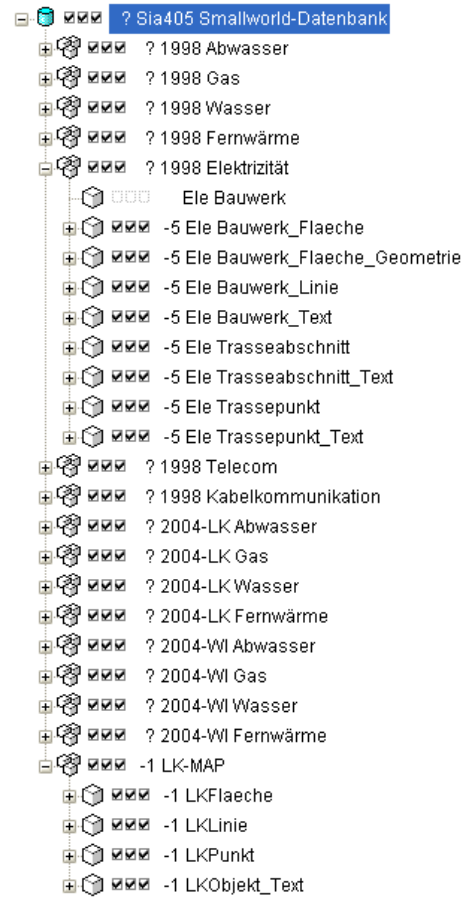 ? Sia405 Smallworld-Datenbank
? 1998 Abwasser
? 1998 Gas
? 1998 Wasser
? 1998 Fernwärme
? 1998 Elektrizität
Ele Bauwerk
-5 Ele Bauwerk_Flaeche
-5 Ele Bauwerk_Flaeche_Geometrie
-5 Ele Bauwerk_Linie
-5 Ele Bauwerk_Text
-5 Ele Trasseabschnitt
-5 Ele Trasseabschnitt_Text
-5 Ele Trassepunkt
-5 Ele Trassepunkt_Text
? 1998 Telecom
? 1998 Kabelkommunikation
? 2004-LK Abwasser
? 2004-LK Gas
? 2004-LK Wasser
? 2004-LK Fernwärme
? 2004-WI Abwasser
? 2004-WI Gas
? 2004-WI Wasser
? 2004-WI Fernwärme
-1 LK-MAP
-1 LKFlaeche
-1 LKLinie
-1 LKPunkt
-1 LKObjekt_Text